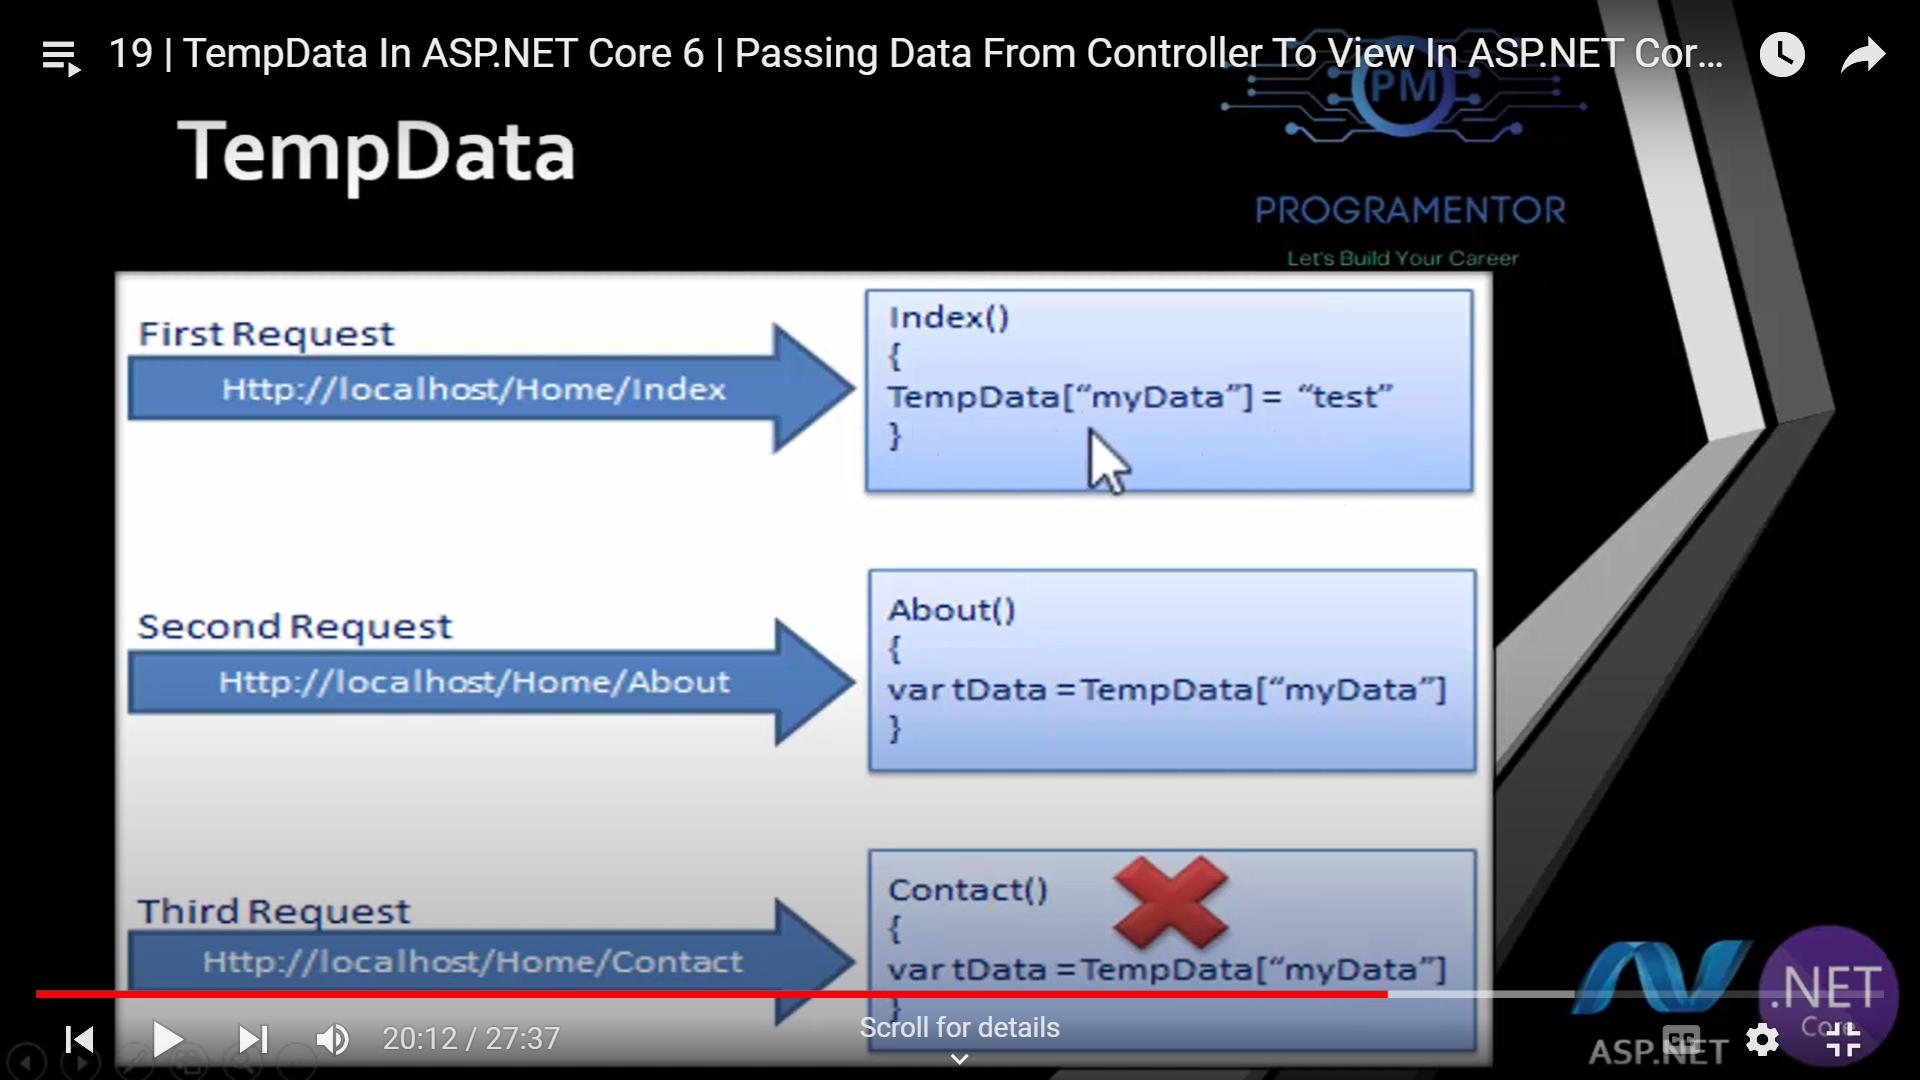 19 | TempData In ASP.NET Core 6 | Passing Data From Controller To View In ASP.NET Cor...
PM
TempData
PROGRAMENTOR
Let's Build Your Career
First Request
Http://localhost/Home/Index
Index()
{
TempData["myData"] = "test"
}
Second Request
Http://localhost/Home/About
About()
{
var tData =TempData["myData"]
}
Third Request
Http://localhost/Home/Contact
Contact()
{
var tData =TempData["myData"]
}
20:12 / 27:37
Scroll for details
ASP.NET
CC
.NET
Core